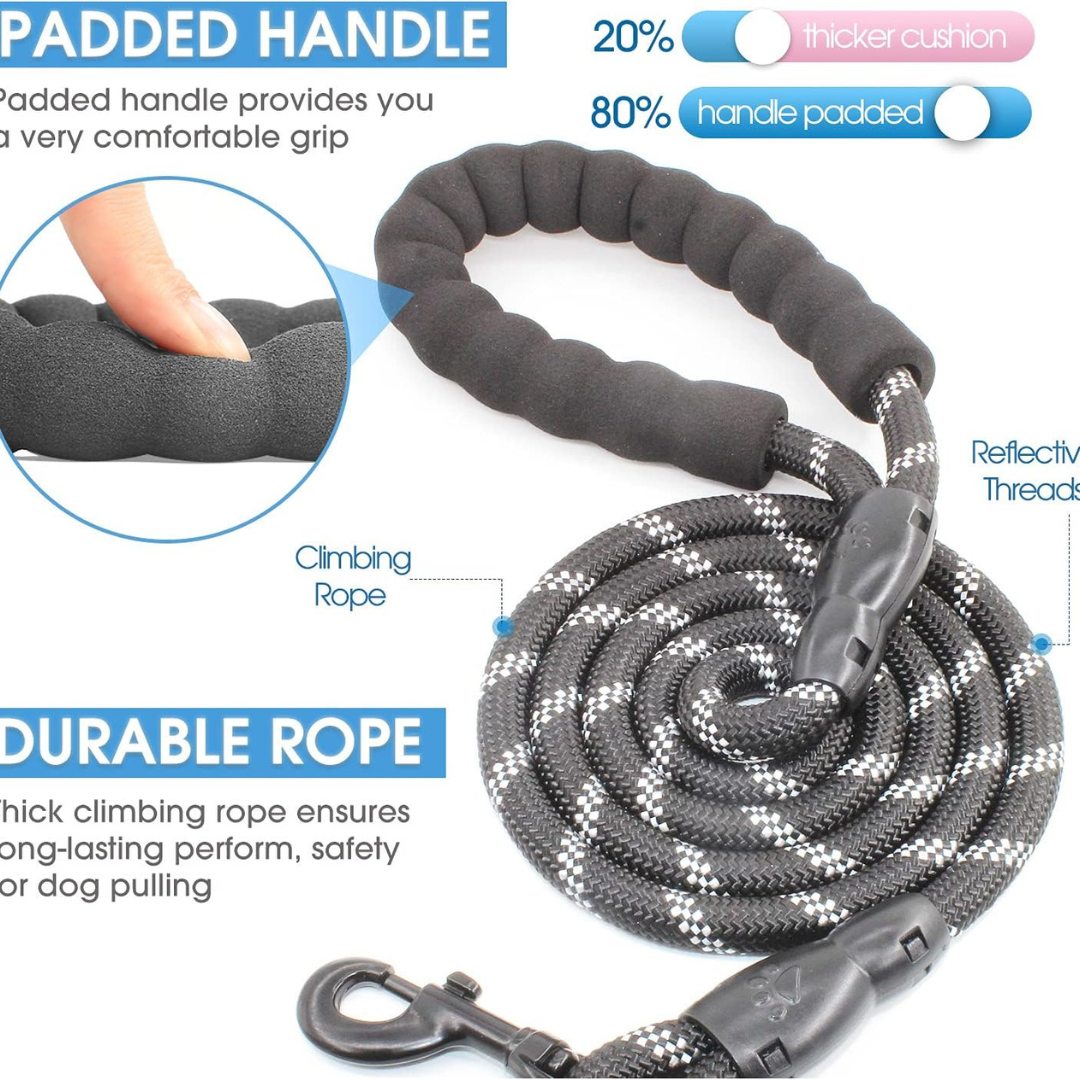 PADDED HANDLE
Padded handle provides you
a very comfortable grip
20% thicker cushion
80% handle padded
Climbing
Rope
Reflectiv
Threads
DURABLE ROPE
Thick climbing rope ensures
ong-lasting perform, safety
or dog pulling